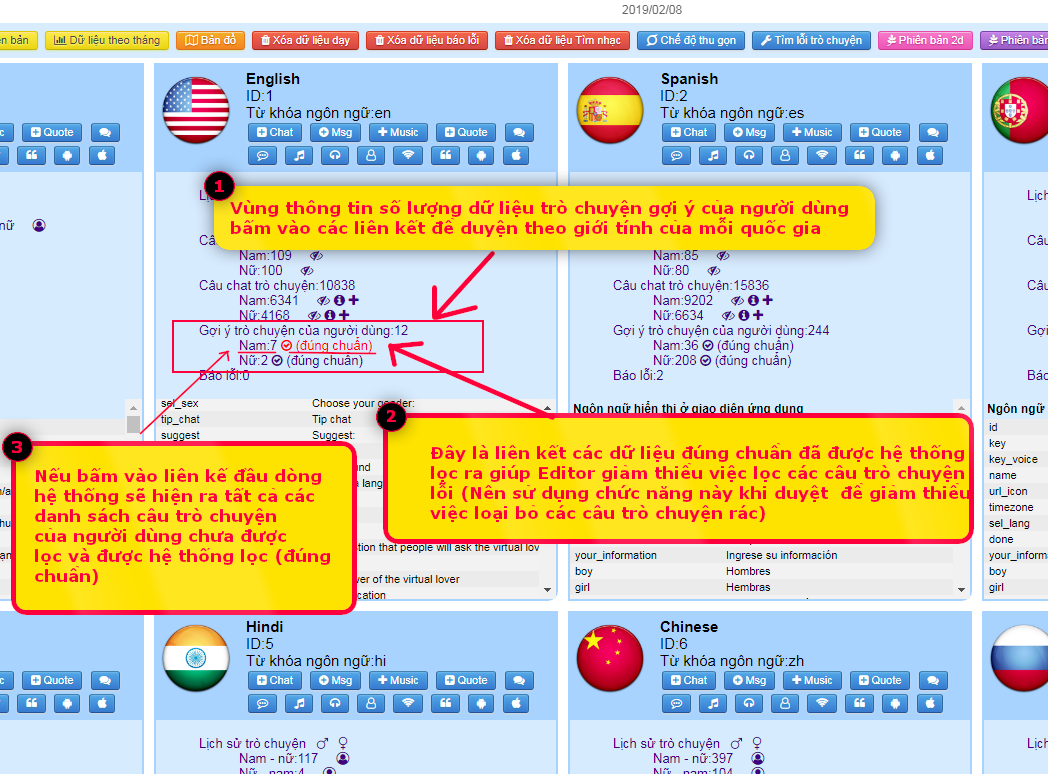 2019/02/08
ên bản
Dữ liệu theo tháng
Bản đồ
Xóa dữ liệu dạy
Xóa dữ liệu báo lỗi
Xóa dữ liệu Tìm nhạc
Chế độ thu gọn
Tìm lỗi trò chuyện
Phiên bản 2d
Phiên bản
English
ID:1
Từ khóa ngôn ngữ:en
Chat Msg Music Quote
Spanish
ID:2
Từ khóa ngôn ngữ:es
Chat Msg Music Quote
Quote
nữ
1
Vùng thông tin số lượng dữ liệu trò chuyện gợi ý của người dùng
bấm vào các liên kết để duyện theo giới tính của mỗi quốc gia
Nam:109
Nữ:100
Câu chat trò chuyện:10838
Nam:6341
Nữ:4168
Gợi ý trò chuyện của người dùng:12
Nam:7 (đúng chuẩn)
Nữ:2 (đúng chuẩn)
Báo lỗi:0
Nam:85
Nữ:80
Câu chat trò chuyện:15836
Nam:9202
Nữ:6634
Gợi ý trò chuyện của người dùng:244
Nam:36 (đúng chuẩn)
Nữ:208 (đúng chuẩn)
Báo lỗi:2
Lịch
Câu
Gợi
Báo
sel_sex Choose your gender:
tip_chat Tip chat
suggest Suggest:
Ngôn ngữ hiển thị ở giao diện ứng dụng
2
Đây là liên kết các dữ liệu đúng chuẩn đã được hệ thống
lọc ra giúp Editor giảm thiểu việc lọc các câu trò chuyện
lỗi (Nên sử dụng chức năng này khi duyệt để giảm thiểu
việc loại bỏ các câu trò chuyện rác)
3
Nếu bấm vào liên kế đầu dòng
hệ thống sẽ hiện ra tất cả các
danh sách câu trò chuyện
của người dùng chưa được
lọc và được hệ thống lọc (đúng
chuẩn)
tion that people will ask the virtual lov
ver of the virtual lover
cation
your_information Ingrese su información
boy Hombres
girl Hembras
Ngôn ngữ
id
key
key_voice
name
url_icon
timezone
sel_lang
done
your_inform
boy
girl
Hindi
ID:5
Từ khóa ngôn ngữ:hi
Chat Msg Music Quote
Chinese
ID:6
Từ khóa ngôn ngữ:zh
Chat Msg Music Quote
Quote
Lịch sử trò chuyện
Nam - nữ:117
Nữ - nam:4
Lịch sử trò chuyện
Nam - nữ:397
Nữ - nam:104
Lịch